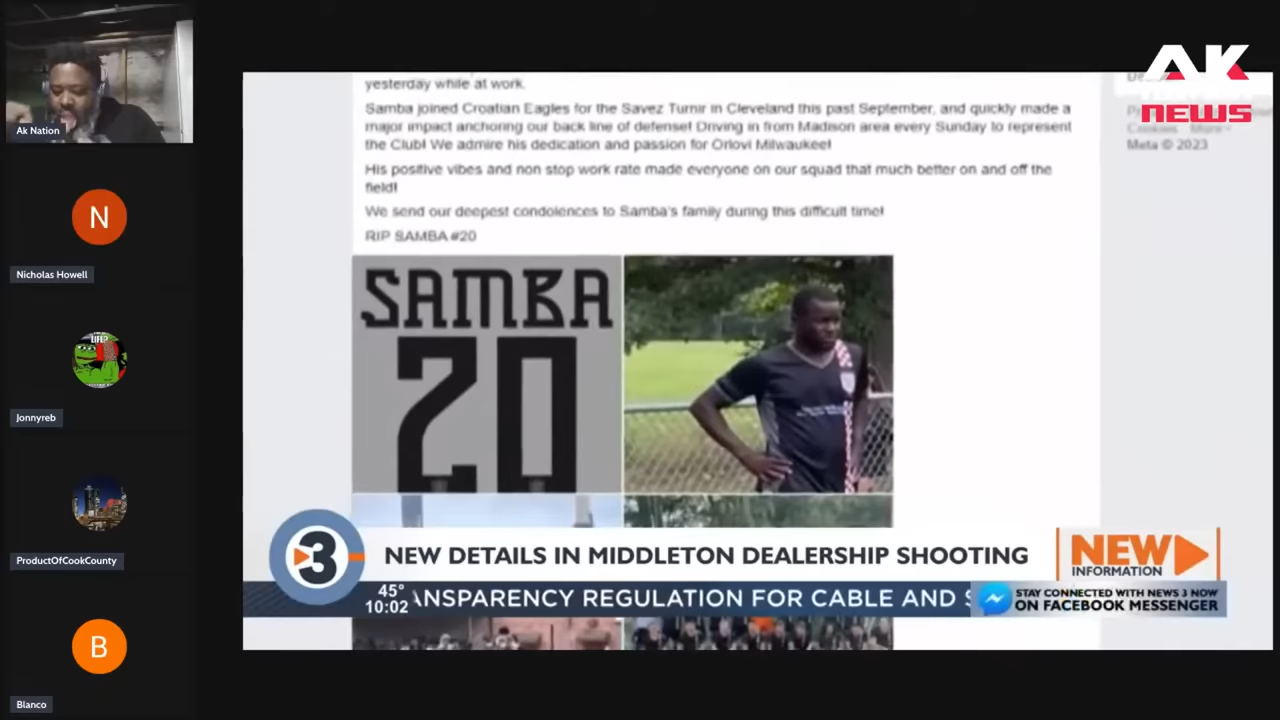 Ak Nation
N
Nicholas Howell
LIFE?
Jonnyreb
ProductOfCookCounty
B
Blanco
AK
NEWS
yesterday while at work.
Samba joined Croatian Eagles for the Savez Turnir in Cleveland this past September, and quickly made a
major impact anchoring our back line of defense! Driving in from Madison area every Sunday to represent
the Club! We admire his dedication and passion for Orlovi Milwaukee!
His positive vibes and non stop work rate made everyone on our squad that much better on and off the
field!
We send our deepest condolences to Samba's family during this difficult time!
RIP SAMBA #20
Cookies More
Meta © 2023
SAMBA
20
3
NEW DETAILS IN MIDDLETON DEALERSHIP SHOOTING
NEW
INFORMATION
45°
10:02
ANSPARENCY REGULATION FOR CABLE AND S
STAY CONNECTED WITH NEWS 3 NOW
ON FACEBOOK MESSENGER